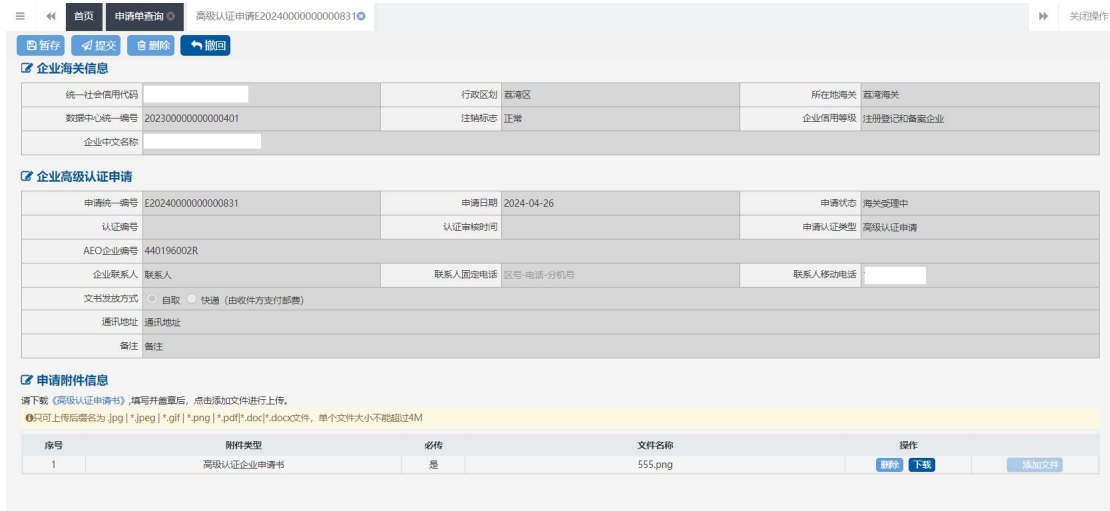 首页 申请单查询 高级认证申请E20240000000000831 关闭操作
暂存 提交 删除 撤回
企业海关信息
统一社会信用代码 行政区划 荔湾区 所在地海关 荔湾海关
数据中心统一编号 202300000000000401 注销标志 正常 企业信用等级 注册登记和备案企业
企业中文名称
企业高级认证申请
申请统一编号 E20240000000000831 申请日期 2024-04-26 申请状态 海关受理中
认证编号 认证审核时间 申请认证类型 高级认证申请
AEO企业编号 440196002R
企业联系人 联系人 联系人固定电话 区号-电话-分机号 联系人移动电话
文书发放方式 自取 快递（由收件方支付邮费）
通讯地址 通讯地址
备注 备注
申请附件信息
请下载《高级认证申请书》,填写并盖章后，点击添加文件进行上传。
只可上传后缀名为.jpg | *.jpeg | *.gif | *.png | *.pdf|*.doc|*.docx文件，单个文件大小不能超过4M
序号 附件类型 必传 文件名称 操作
1 高级认证企业申请书 是 555.png 删除 下载 添加文件